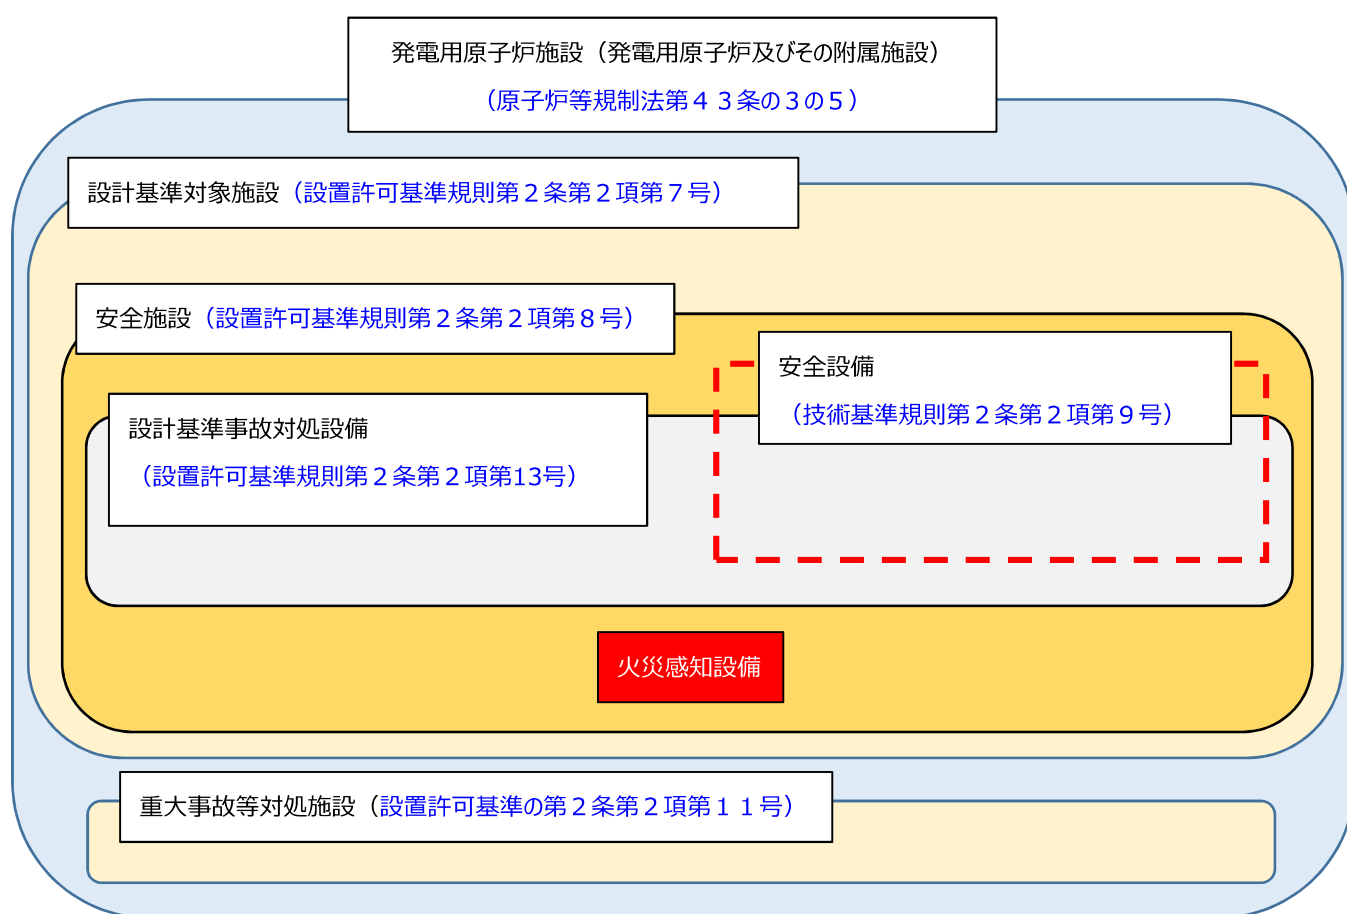 発電用原子炉施設（発電用原子炉及びその附属施設）
（原子炉等規制法第４３条の３の５）
設計基準対象施設（設置許可基準規則第２条第２項第７号）
安全施設（設置許可基準規則第２条第２項第８号）
安全設備
（技術基準規則第２条第２項第９号）
設計基準事故対処設備
（設置許可基準規則第２条第２項第13号）
火災感知設備
重大事故等対処施設（設置許可基準の第２条第２項第１１号）